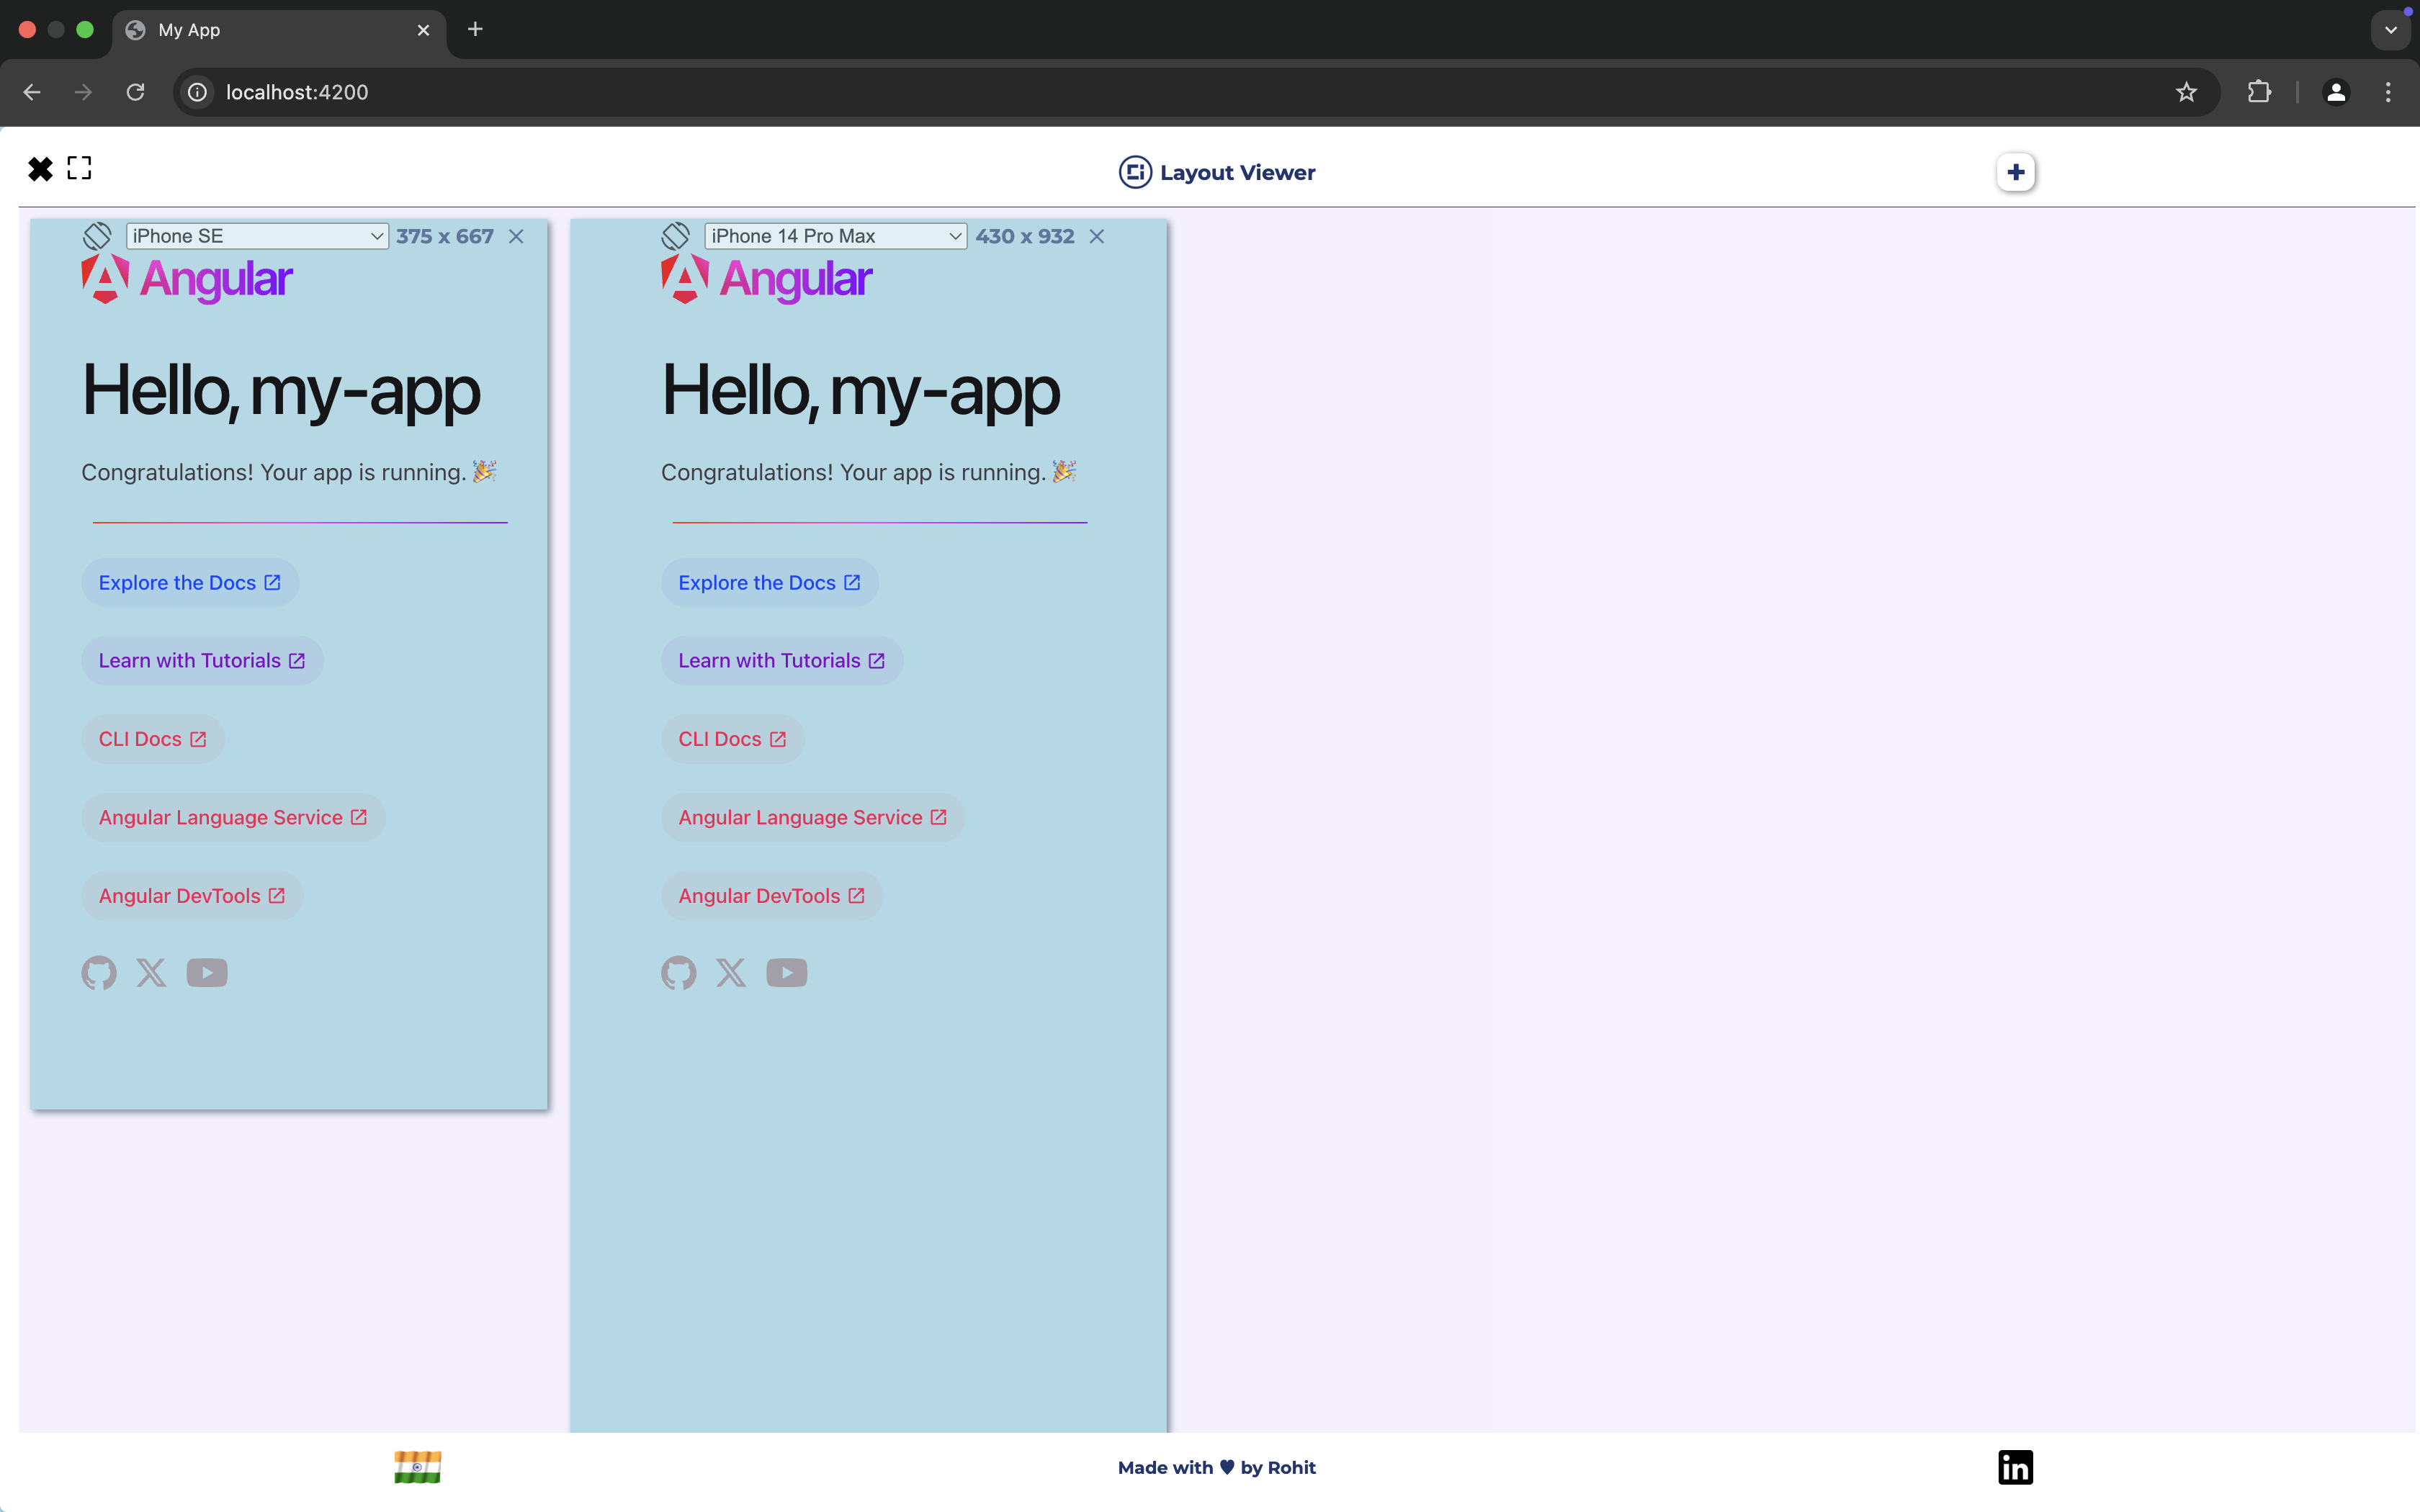 My App
localhost:4200
Layout Viewer
iPhone SE 375 x 667
Angular
Hello, my-app
Congratulations! Your app is running. 🎉
Explore the Docs
Learn with Tutorials
CLI Docs
Angular Language Service
Angular DevTools
iPhone 14 Pro Max 430 x 932
Angular
Hello, my-app
Congratulations! Your app is running. 🎉
Explore the Docs
Learn with Tutorials
CLI Docs
Angular Language Service
Angular DevTools
Made with ♥ by Rohit
in